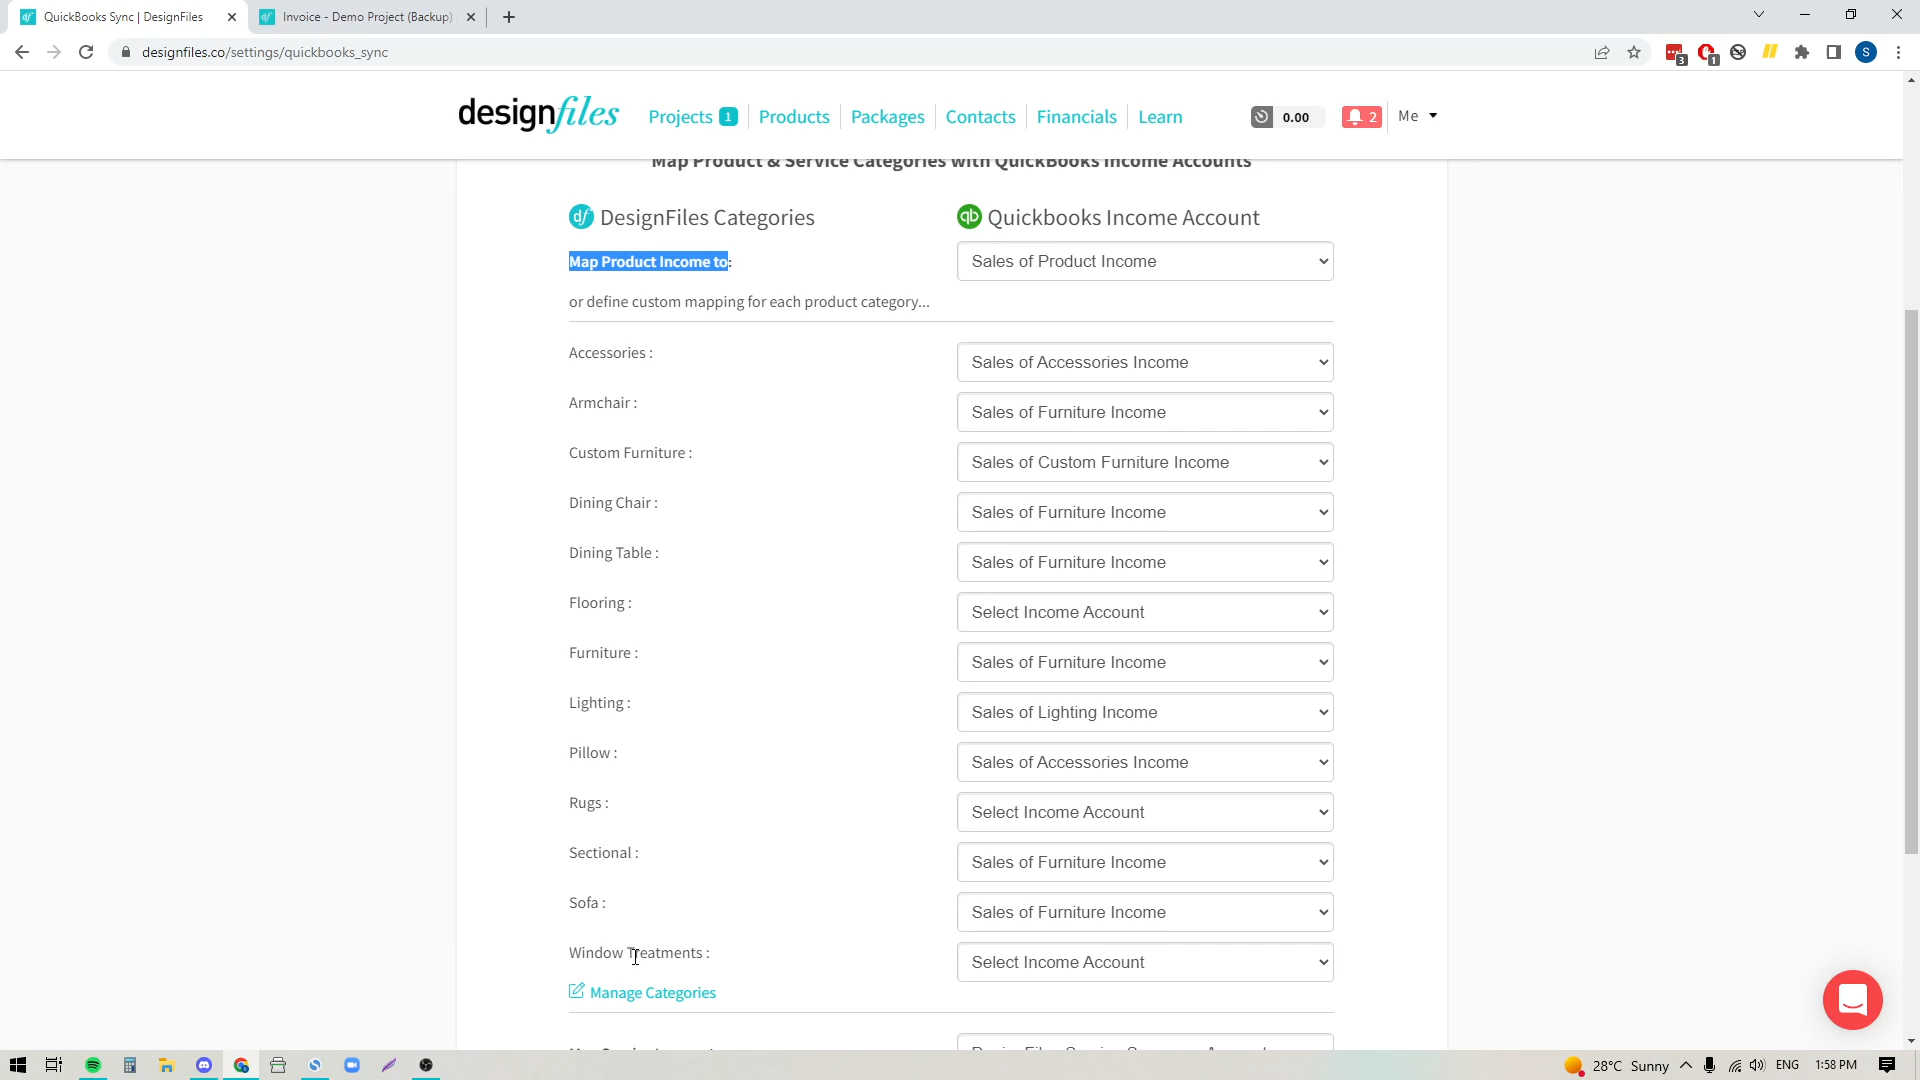 QuickBooks Sync | DesignFiles
Invoice - Demo Project (Backup)
designfiles.co/settings/quickbooks_sync
3
1
S
designfiles
Projects 1
Products
Packages
Contacts
Financials
Learn
0.00
2
Me
Map Product & Service Categories with QuickBooks Income Accounts
df DesignFiles Categories
qb Quickbooks Income Account
Map Product Income to:
Sales of Product Income
or define custom mapping for each product category...
Accessories :
Sales of Accessories Income
Armchair :
Sales of Furniture Income
Custom Furniture :
Sales of Custom Furniture Income
Dining Chair :
Sales of Furniture Income
Dining Table :
Sales of Furniture Income
Flooring :
Select Income Account
Furniture :
Sales of Furniture Income
Lighting :
Sales of Lighting Income
Pillow :
Sales of Accessories Income
Rugs :
Select Income Account
Sectional :
Sales of Furniture Income
Sofa :
Sales of Furniture Income
Window Treatments :
Select Income Account
Manage Categories
28°C Sunny
ENG
1:58 PM